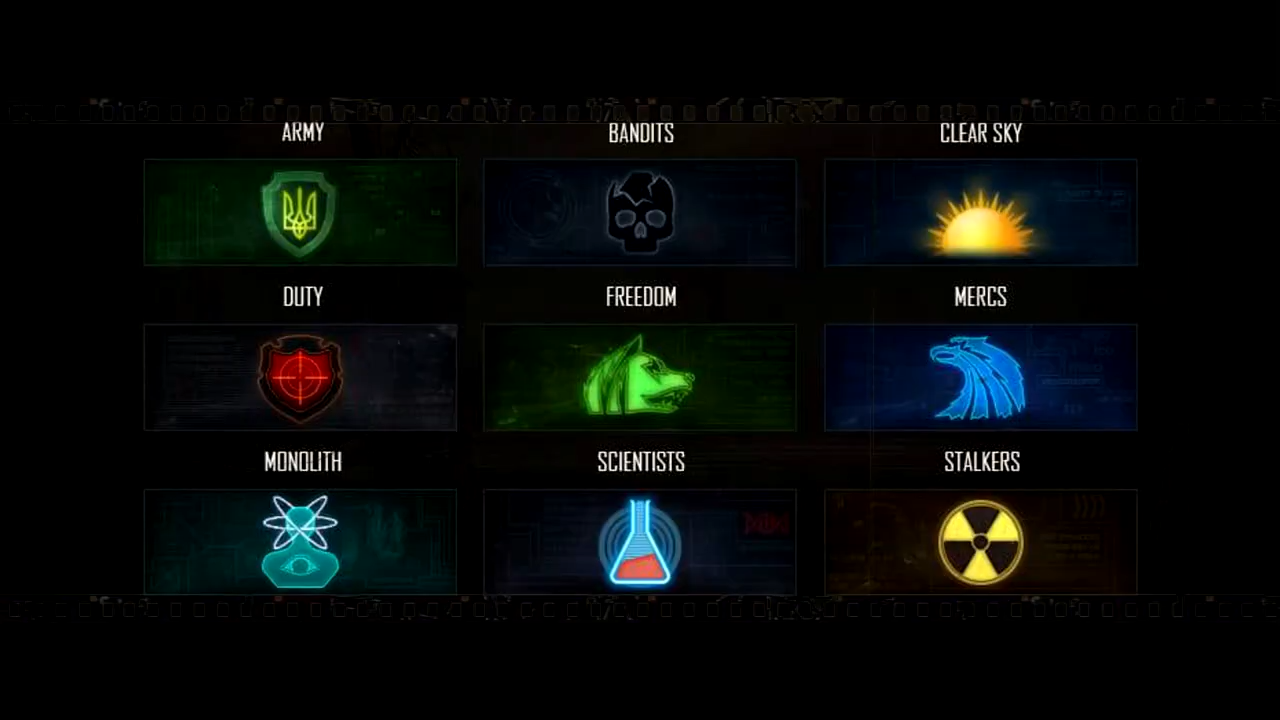 ARMY
BANDITS
CLEAR SKY
DUTY
FREEDOM
MERCS
MONOLITH
SCIENTISTS
STALKERS